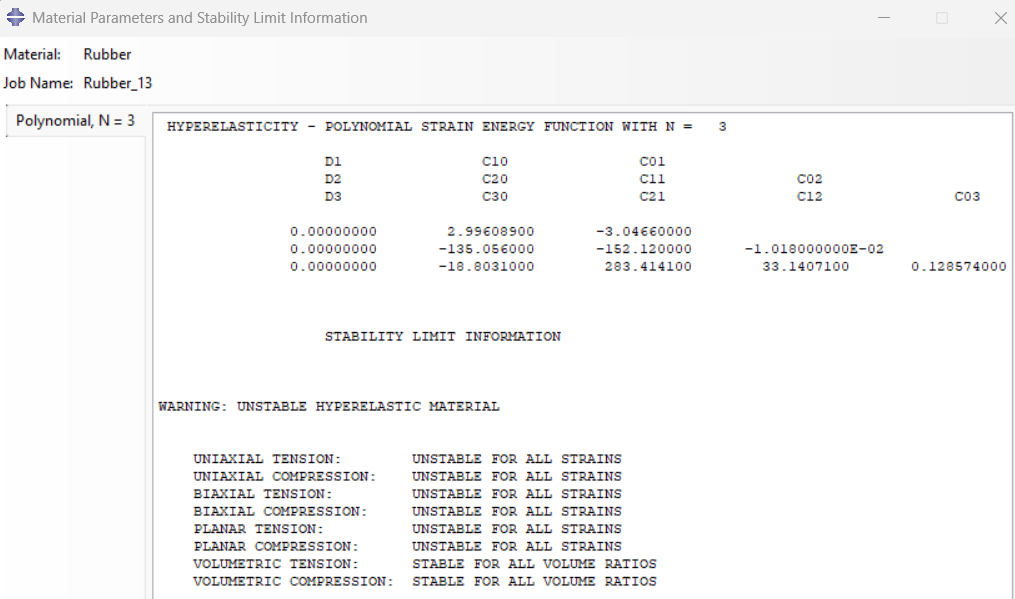 Material Parameters and Stability Limit Information
Material: Rubber
Job Name: Rubber_13
Polynomial, N = 3
HYPERELASTICITY - POLYNOMIAL STRAIN ENERGY FUNCTION WITH N = 3
D1 C10 C01
D2 C20 C11 C02
D3 C30 C21 C12 C03
0.00000000 2.99608900 -3.04660000
0.00000000 -135.056000 -152.120000 -1.018000000E-02
0.00000000 -18.8031000 283.414100 33.1407100 0.128574000
STABILITY LIMIT INFORMATION
WARNING: UNSTABLE HYPERELASTIC MATERIAL
UNIAXIAL TENSION: UNSTABLE FOR ALL STRAINS
UNIAXIAL COMPRESSION: UNSTABLE FOR ALL STRAINS
BIAXIAL TENSION: UNSTABLE FOR ALL STRAINS
BIAXIAL COMPRESSION: UNSTABLE FOR ALL STRAINS
PLANAR TENSION: UNSTABLE FOR ALL STRAINS
PLANAR COMPRESSION: UNSTABLE FOR ALL STRAINS
VOLUMETRIC TENSION: STABLE FOR ALL VOLUME RATIOS
VOLUMETRIC COMPRESSION: STABLE FOR ALL VOLUME RATIOS